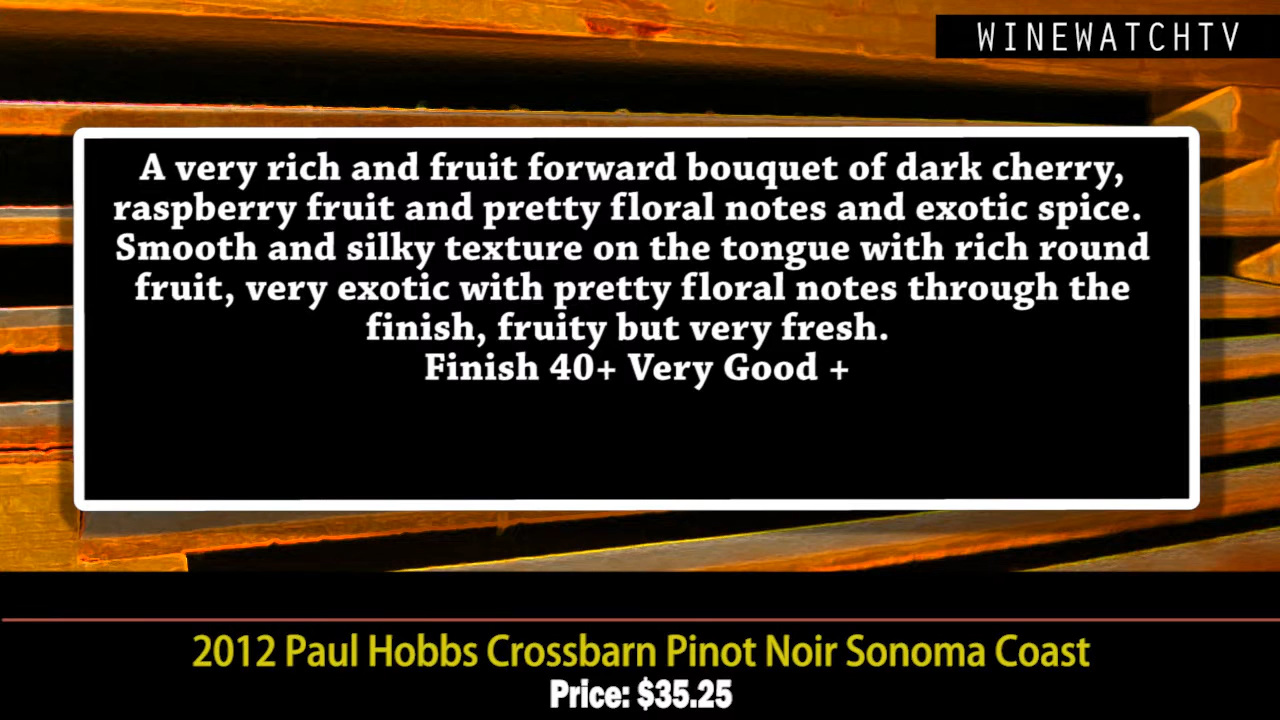 WINEWATCHTV
A very rich and fruit forward bouquet of dark cherry,
raspberry fruit and pretty floral notes and exotic spice.
Smooth and silky texture on the tongue with rich round
fruit, very exotic with pretty floral notes through the
finish, fruity but very fresh.
Finish 40+ Very Good +
2012 Paul Hobbs Crossbarn Pinot Noir Sonoma Coast
Price: $35.25